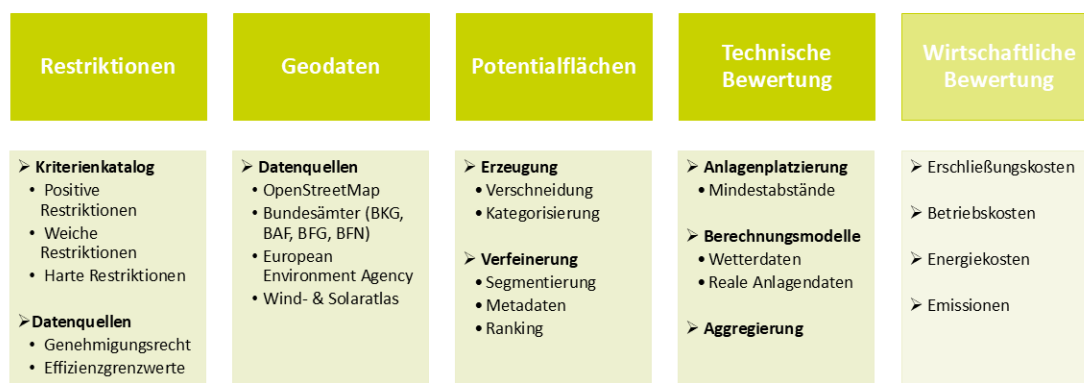 Restriktionen
Geodaten
Potentialflächen
Technische
Bewertung
Wirtschaftliche
Bewertung
➢ Kriterienkatalog
• Positive
Restriktionen
• Weiche
Restriktionen
• Harte Restriktionen
➢ Datenquellen
• Genehmigungsrecht
• Effizienzgrenzwerte
➢ Datenquellen
• OpenStreetMap
• Bundesämter (BKG,
BAF, BFG, BFN)
• European
Environment Agency
• Wind- & Solaratlas
➢ Erzeugung
• Verschneidung
• Kategorisierung
➢ Verfeinerung
• Segmentierung
• Metadaten
• Ranking
➢ Anlagenplatzierung
• Mindestabstände
➢ Berechnungsmodelle
• Wetterdaten
• Reale Anlagendaten
➢ Aggregierung
➢ Erschließungskosten
➢ Betriebskosten
➢ Energiekosten
➢ Emissionen